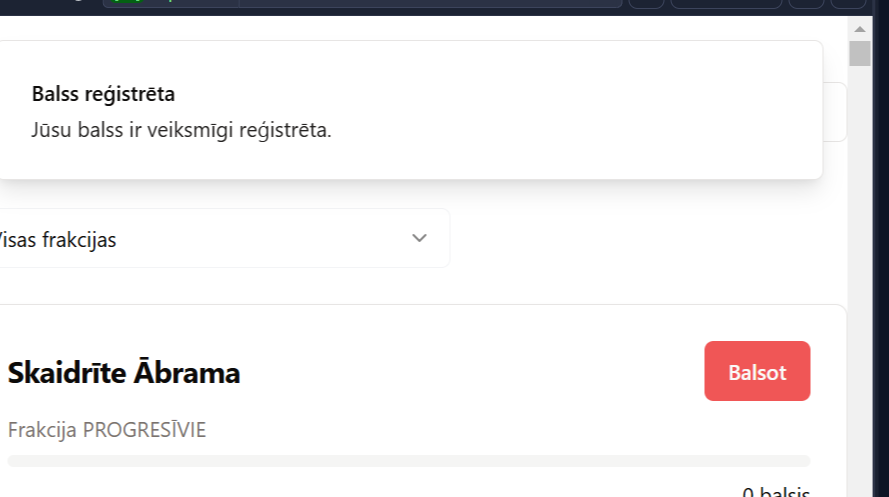 Balss reģistrēta
Jūsu balss ir veiksmīgi reģistrēta.
Visas frakcijas
Skaidrīte Ābrama
Balsot
Frakcija PROGRESĪVIE
0 balsis